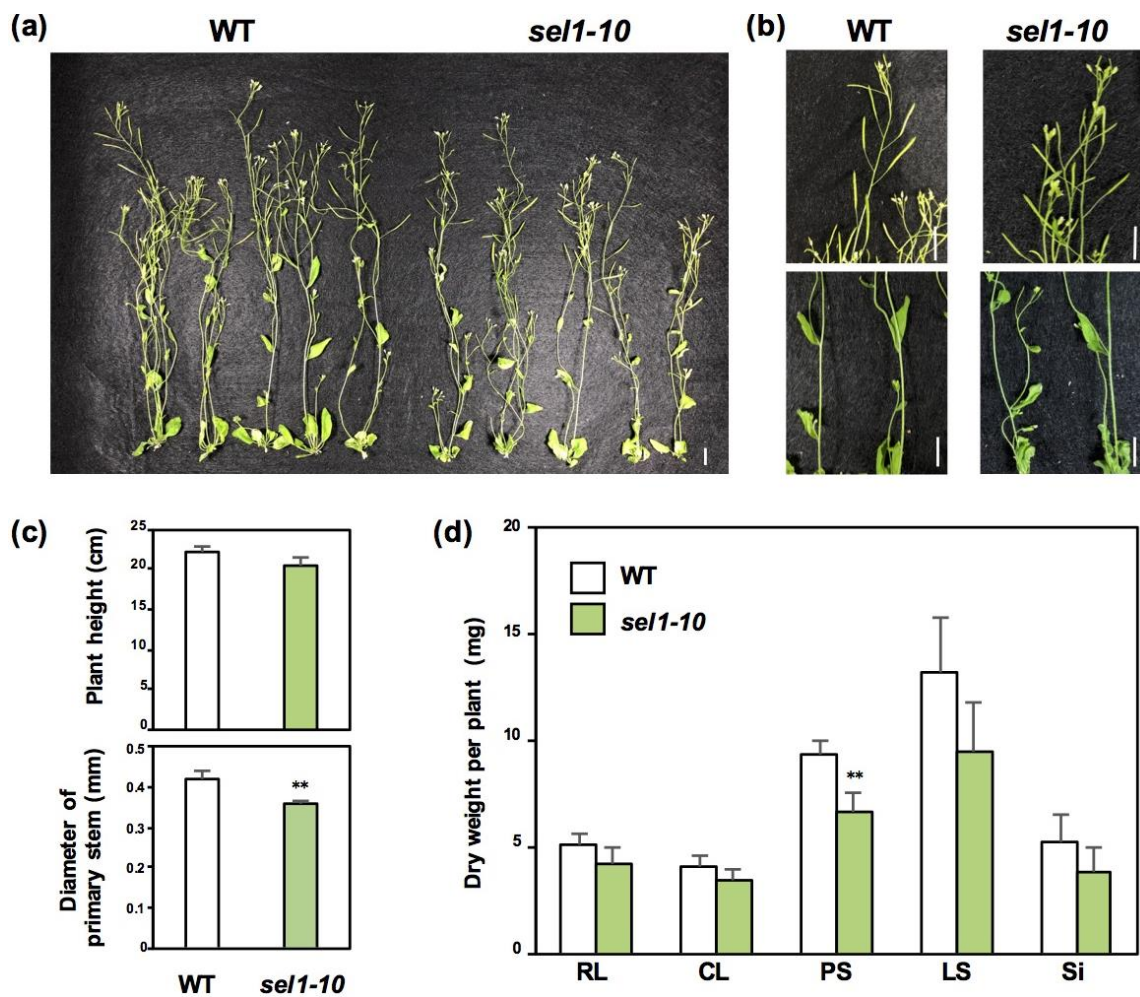 (a) WT sel1-10
(b) WT sel1-10
(c)
Plant height (cm)
25
20
15
10
5
0
Diameter of
primary stem (mm)
0.5
0.4
0.3
0.2
0.1
0
**
WT sel1-10
(d)
Dry weight per plant (mg)
20
15
10
5
0
WT
sel1-10
**
RL CL PS LS Si